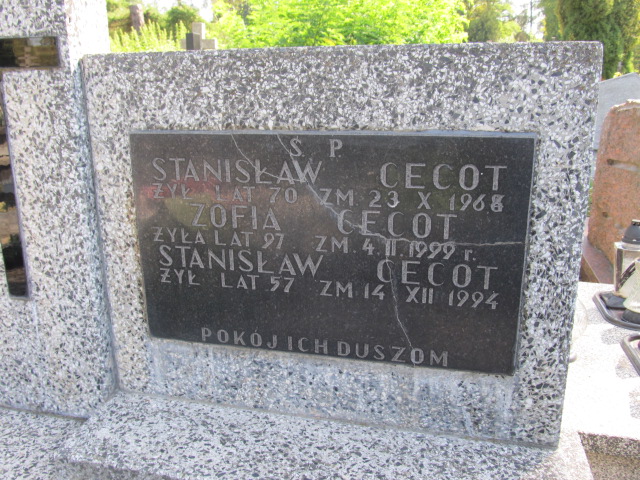 Ś. P.
STANISŁAW CECOT
ŻYŁ LAT 70 ZM 23 X 1968
ZOFIA CECOT
ŻYŁA LAT 97 ZM. 4.II.1999 r.
STANISŁAW CECOT
ŻYŁ LAT 57 ZM 14 XII 1994
POKÓJ ICH DUSZOM